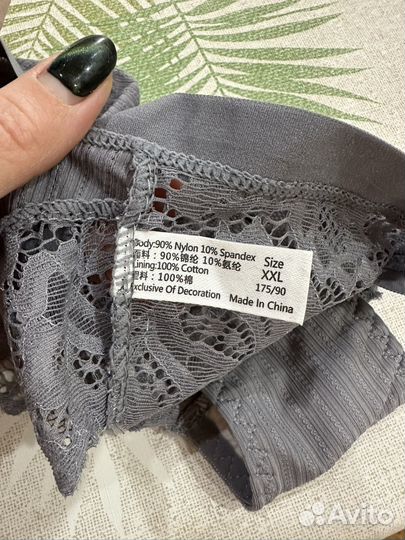 Body:90% Nylon 10% Spandex
面料：90%锦纶 10%氨纶
Lining:100% Cotton
里料：100%棉
Exclusive Of Decoration
Size
XXL
175/90
Made In China
Avito